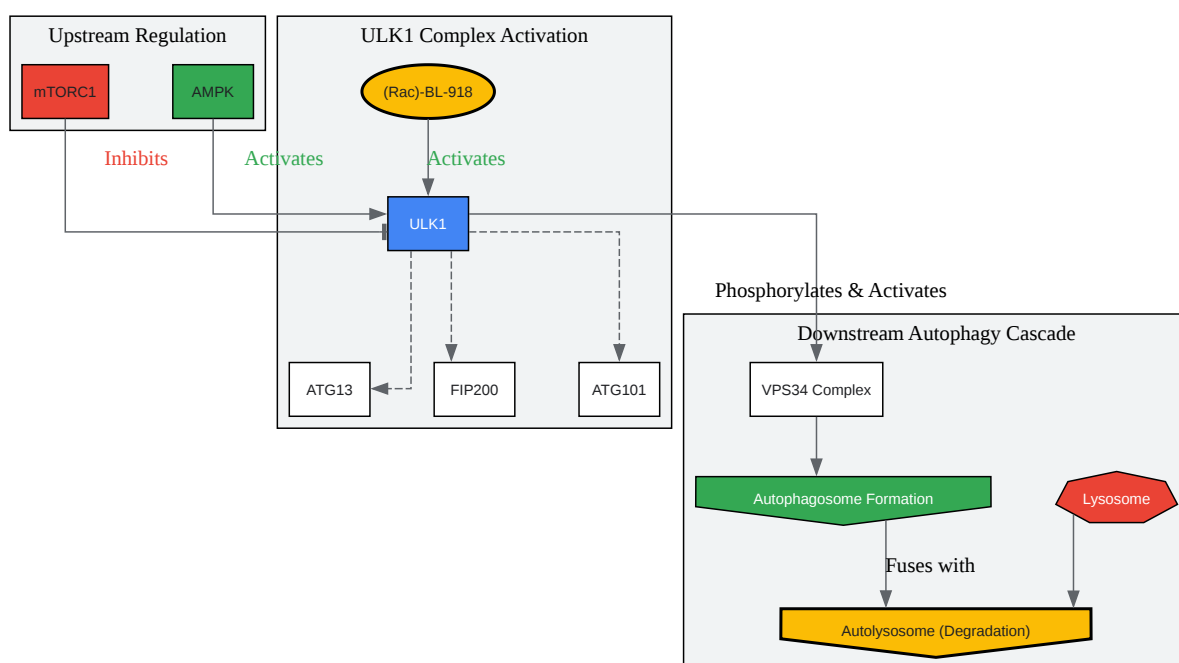 Upstream Regulation
ULK1 Complex Activation
mTORC1
AMPK
(Rac)-BL-918
Inhibits
Activates
Activates
ULK1
Phosphorylates & Activates
Downstream Autophagy Cascade
ATG13
FIP200
ATG101
VPS34 Complex
Autophagosome Formation
Lysosome
Fuses with
Autolysosome (Degradation)